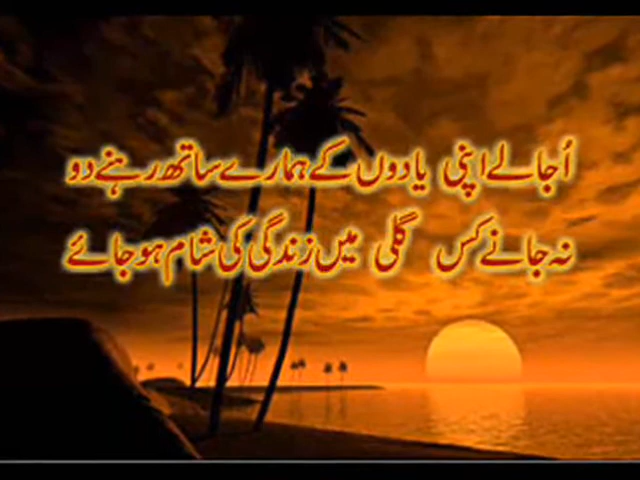 اُجالے اپنی یادوں کے ہمارے ساتھ رہنے دو
نہ جانے کس گلی میں زندگی کی شام ہو جائے